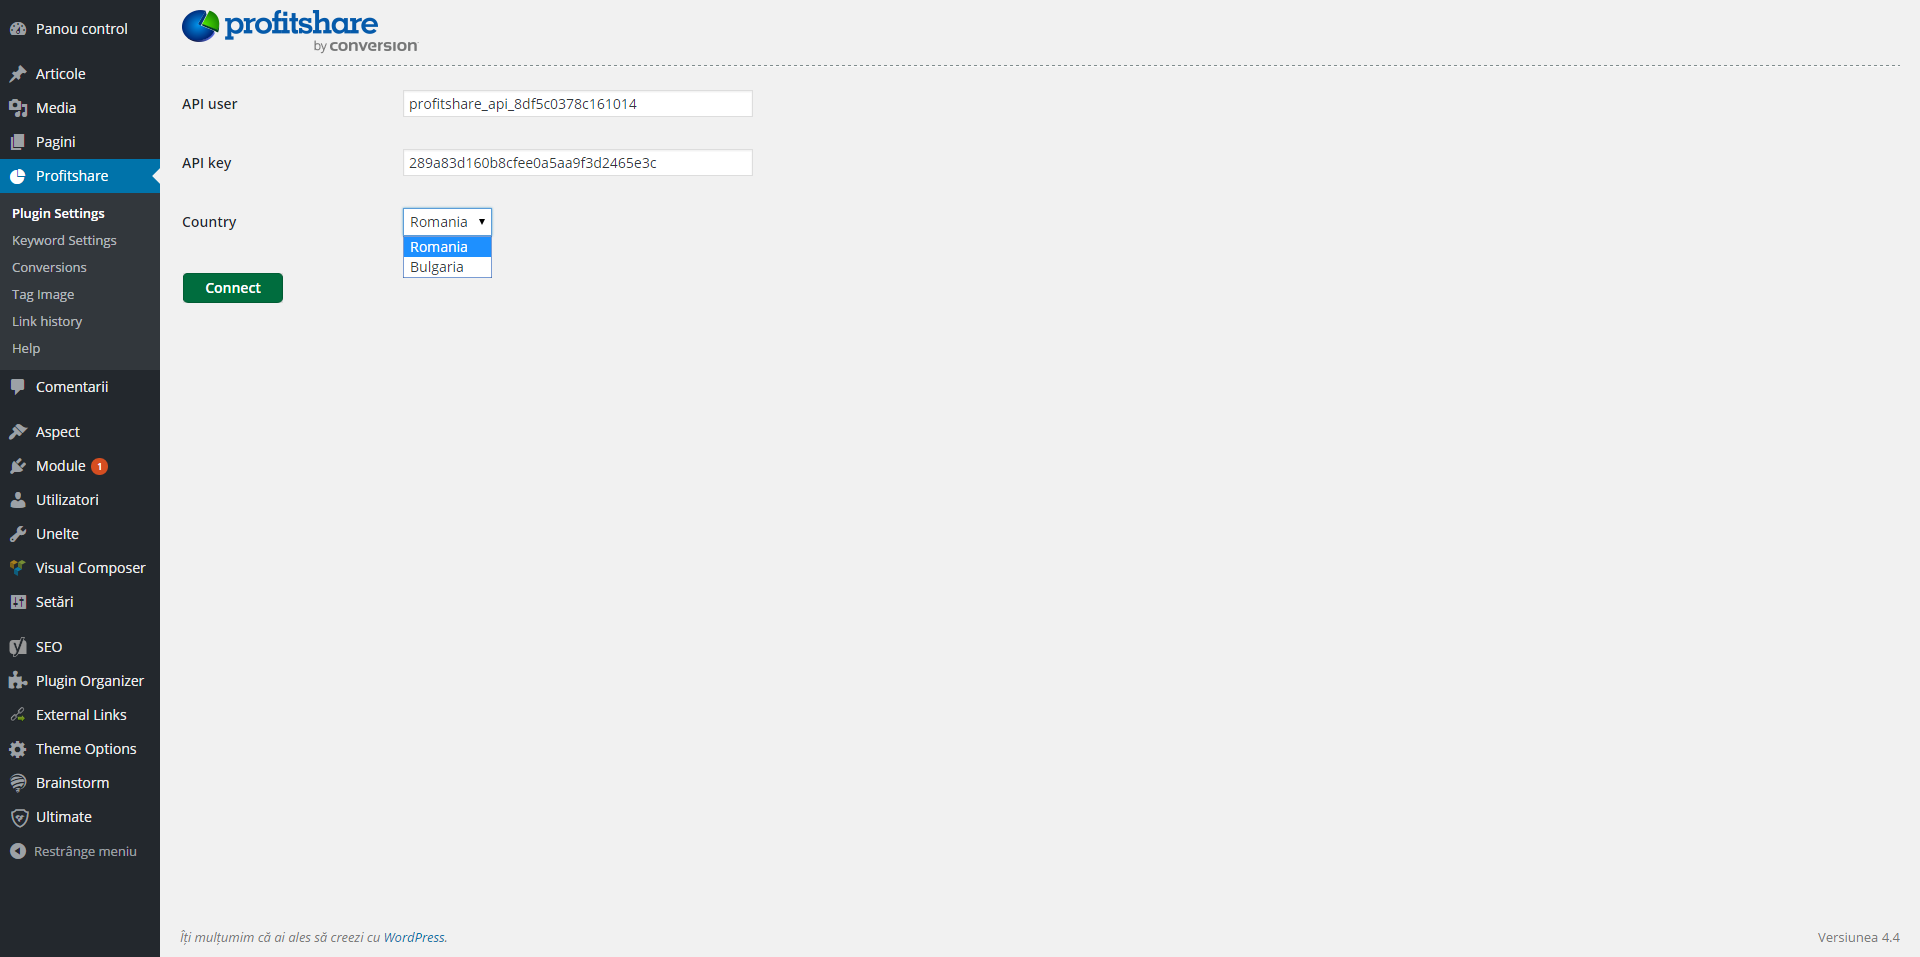 Panou control
Articole
Media
Pagini
Profitshare
Plugin Settings
Keyword Settings
Conversions
Tag Image
Link history
Help
Comentarii
Aspect
Module 1
Utilizatori
Unelte
Visual Composer
Setări
SEO
Plugin Organizer
External Links
Theme Options
Brainstorm
Ultimate
Restrânge meniu
profitshare
by conversion
API user profitshare_api_8df5c0378c161014
API key 289a83d160b8cfee0a5aa9f3d2465e3c
Country Romania
Romania
Bulgaria
Connect
Îți mulțumim că ai ales să creezi cu WordPress.
Versiunea 4.4